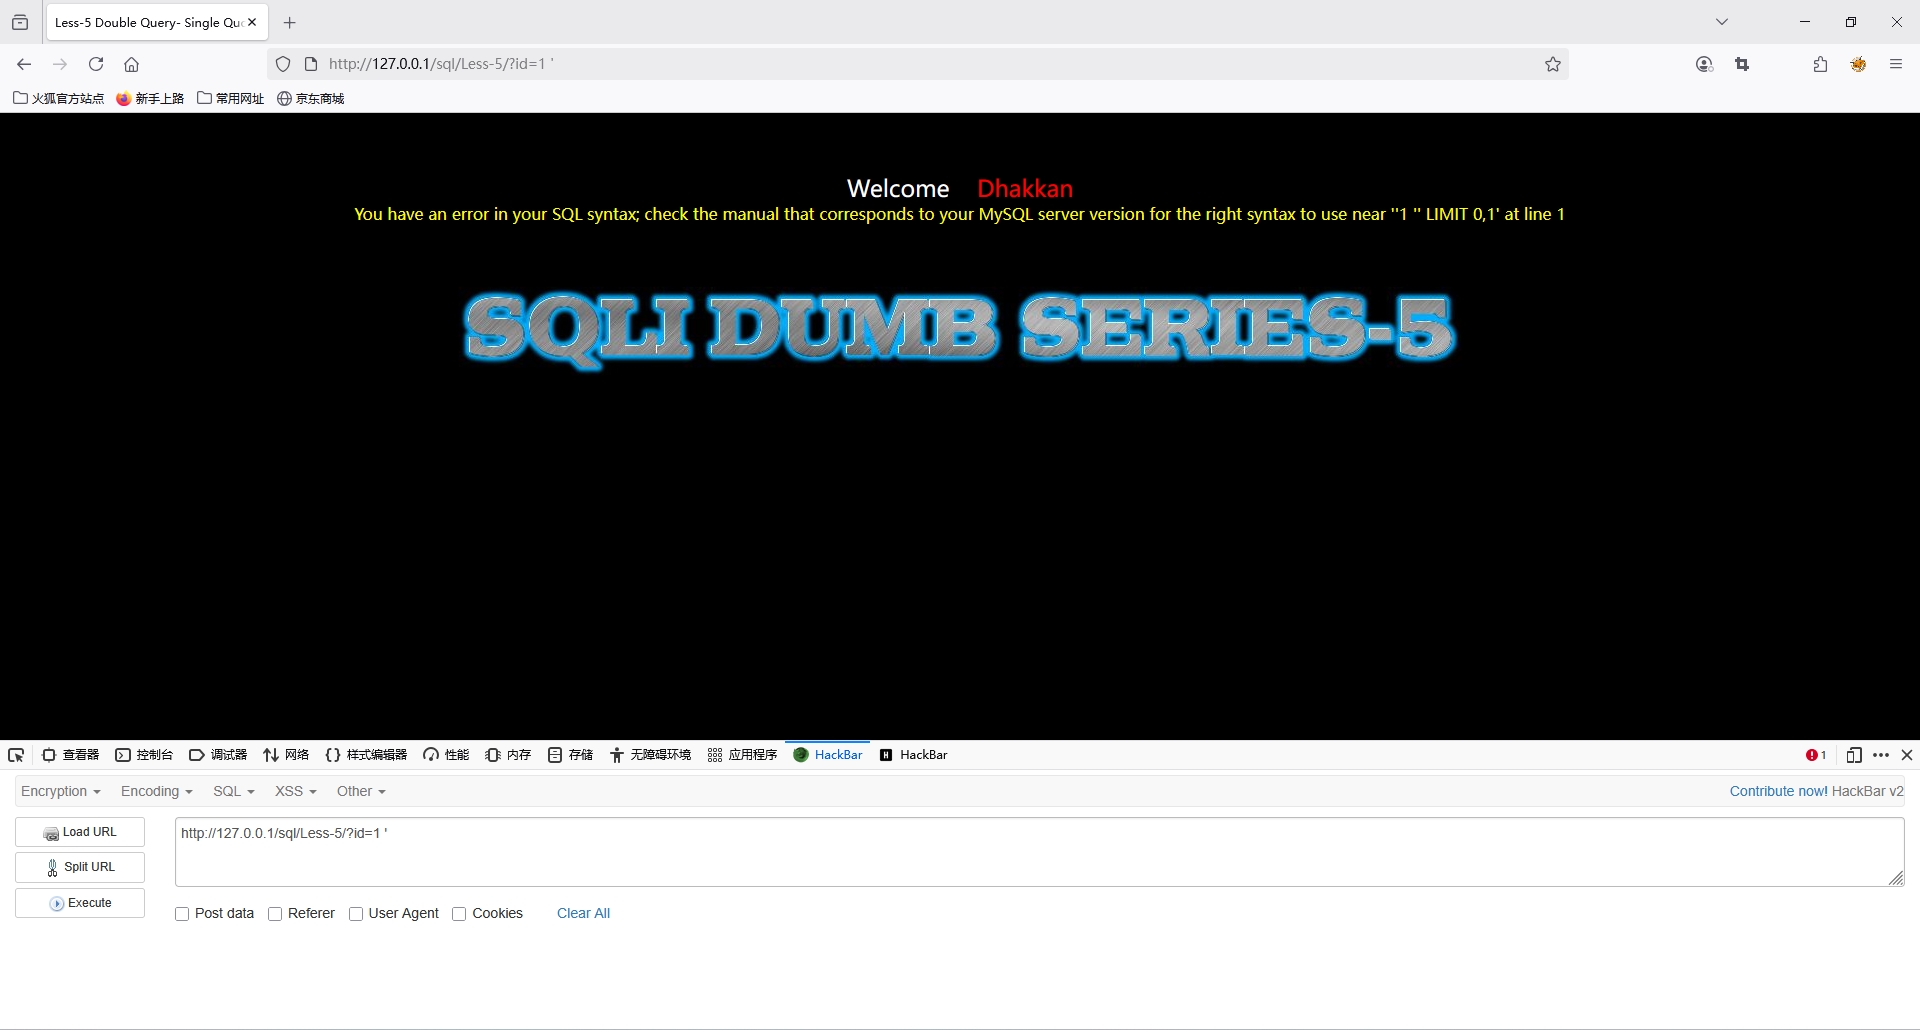 Less-5 Double Query- Single Qu
http://127.0.0.1/sql/Less-5/?id=1 '
火狐官方站点 新手上路 常用网址 京东商城
Welcome Dhakkan
You have an error in your SQL syntax; check the manual that corresponds to your MySQL server version for the right syntax to use near ''1 '' LIMIT 0,1' at line 1
SQLI DUMB SERIES-5
查看器 控制台 调试器 网络 样式编辑器 性能 内存 存储 无障碍环境 应用程序 HackBar HackBar 1
Encryption Encoding SQL XSS Other Contribute now! HackBar v2
Load URL http://127.0.0.1/sql/Less-5/?id=1 '
Split URL
Execute
Post data Referer User Agent Cookies Clear All